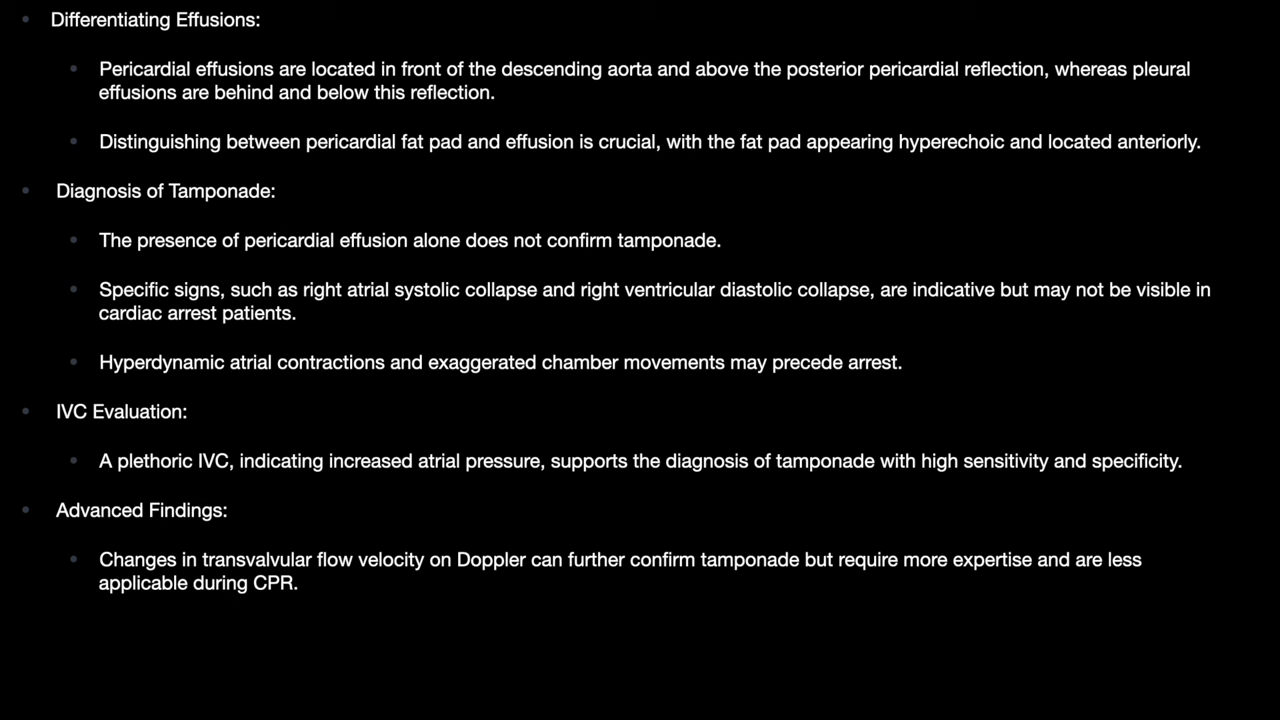 Differentiating Effusions:
Pericardial effusions are located in front of the descending aorta and above the posterior pericardial reflection, whereas pleural
effusions are behind and below this reflection.
Distinguishing between pericardial fat pad and effusion is crucial, with the fat pad appearing hyperechoic and located anteriorly.
Diagnosis of Tamponade:
The presence of pericardial effusion alone does not confirm tamponade.
Specific signs, such as right atrial systolic collapse and right ventricular diastolic collapse, are indicative but may not be visible in
cardiac arrest patients.
Hyperdynamic atrial contractions and exaggerated chamber movements may precede arrest.
IVC Evaluation:
A plethoric IVC, indicating increased atrial pressure, supports the diagnosis of tamponade with high sensitivity and specificity.
Advanced Findings:
Changes in transvalvular flow velocity on Doppler can further confirm tamponade but require more expertise and are less
applicable during CPR.